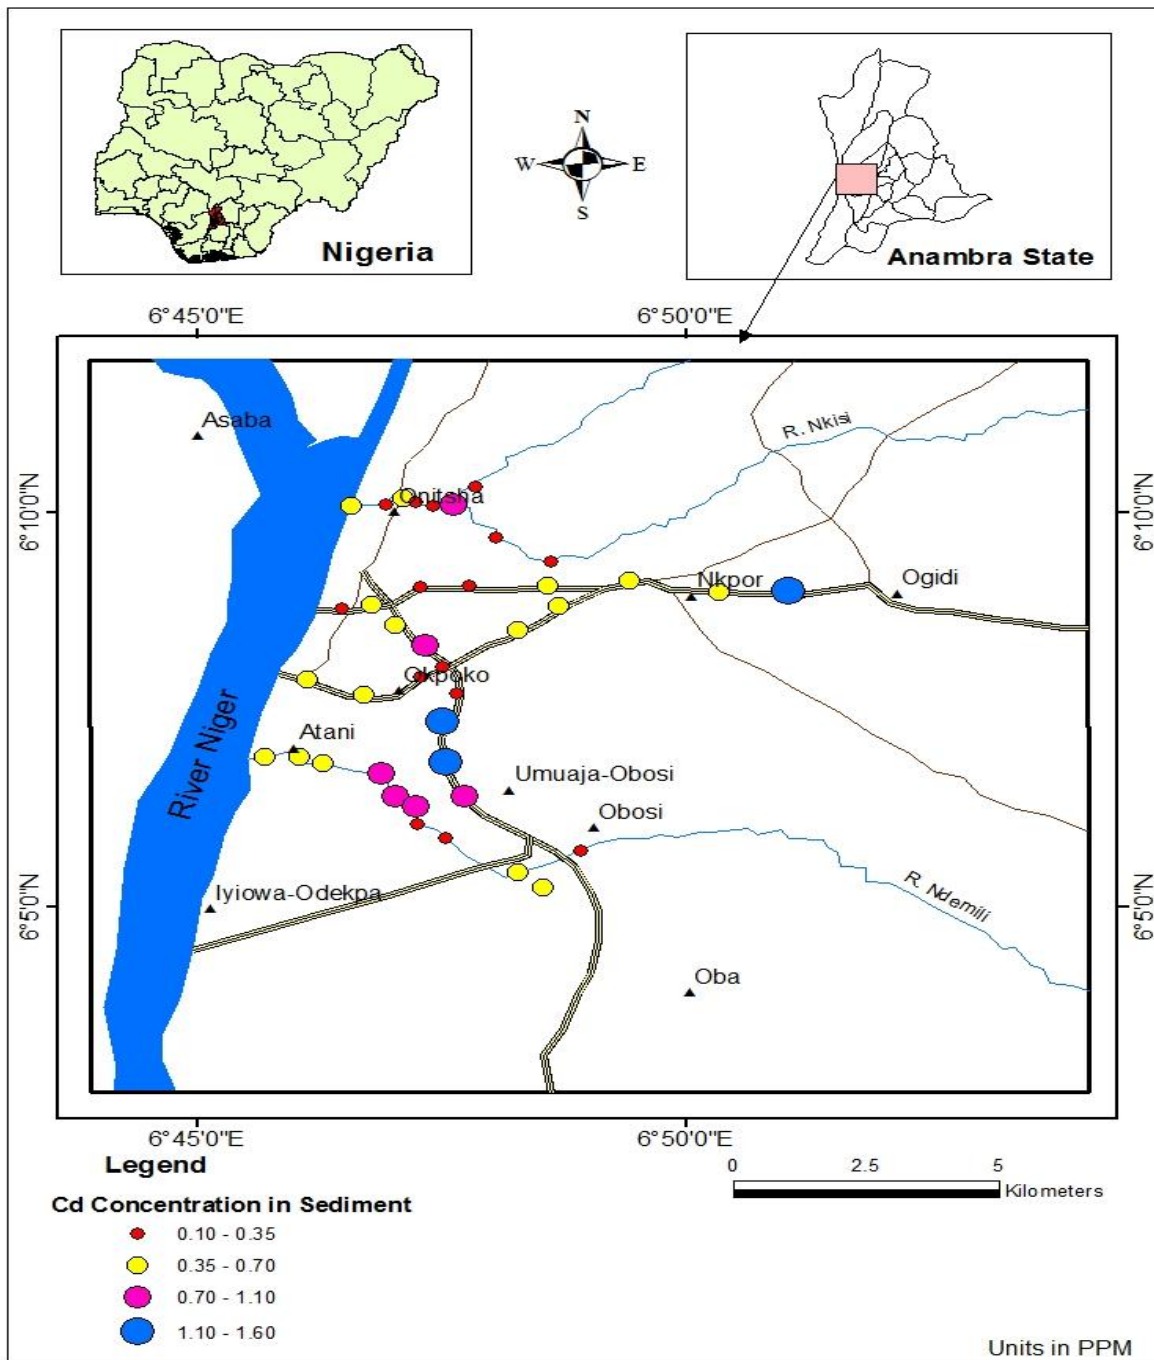 Nigeria
N
W E
S
Anambra State
6°45'0"E 6°50'0"E
Asaba
R. Nkisi
Onitsha
6°10'0"N 6°10'0"N
Nkpor
Ogidi
Okpoko
River Niger
Atani
Umuaja-Obosi
Obosi
Iyiowa-Odekpa
R. Ndemili
6°5'0"N 6°5'0"N
Oba
6°45'0"E 6°50'0"E
Legend
0 2.5 5
Kilometers
Cd Concentration in Sediment
0.10 - 0.35
0.35 - 0.70
0.70 - 1.10
1.10 - 1.60
Units in PPM